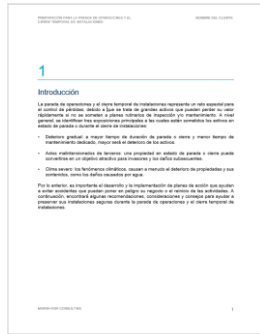 PREPARACIÓN PARA LA PARADA DE OPERACIONES Y EL
CIERRE TEMPORAL DE INSTALACIONES
NOMBRE DEL CLIENTE
1
Introducción
La parada de operaciones y el cierre temporal de instalaciones representa un reto especial para
el control de pérdidas, debido a que se trata de grandes activos que pueden perder su valor
rápidamente si no se someten a planes rutinarios de inspección y/o mantenimiento. A nivel
general, se identifican tres exposiciones principales a las cuales están sometidos los activos en
estado de parada o durante el cierre de instalaciones:
• Deterioro gradual: a mayor tiempo de duración de parada o cierre y menor tiempo de
mantenimiento dedicado, mayor será el deterioro de los activos.
• Actos malintencionados de terceros: una propiedad en estado de parada o cierre puede
convertirse en un objetivo atractivo para invasiones y los daños subsecuentes.
• Clima severo: los fenómenos climáticos, causan a menudo el deterioro de propiedades y sus
contenidos, como los daños causados por agua.
Por lo anterior, es importante el desarrollo y la implementación de planes de acción que ayuden
a evitar accidentes que pueden poner en peligro su negocio o el reinicio de las actividades. A
continuación, encontrará algunas recomendaciones, consideraciones y consejos para ayudar a
preservar sus instalaciones seguras durante la parada de operaciones y el cierre temporal de
instalaciones.
MARSH RISK CONSULTING
1